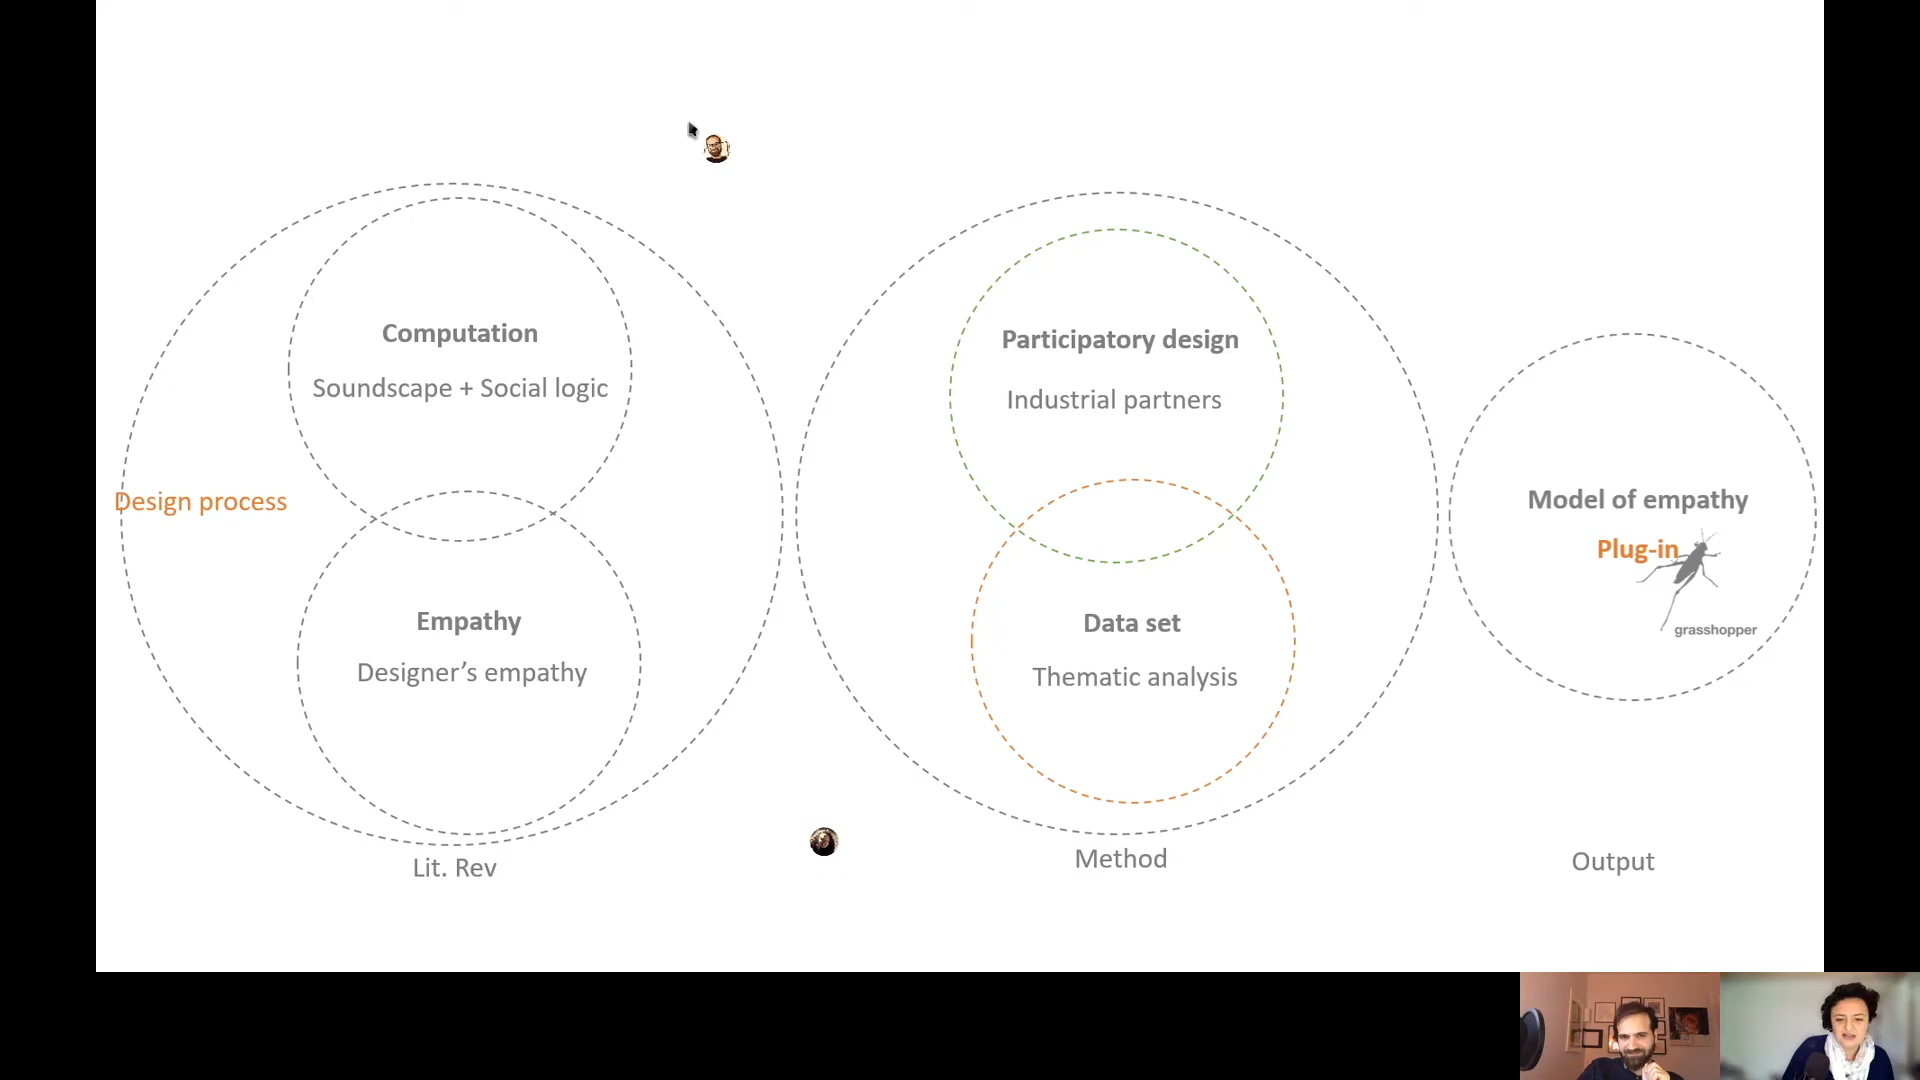 Computation
Soundscape + Social logic
Design process
Empathy
Designer’s empathy
Lit. Rev
Participatory design
Industrial partners
Data set
Thematic analysis
Method
Model of empathy
Plug-in
grasshopper
Output